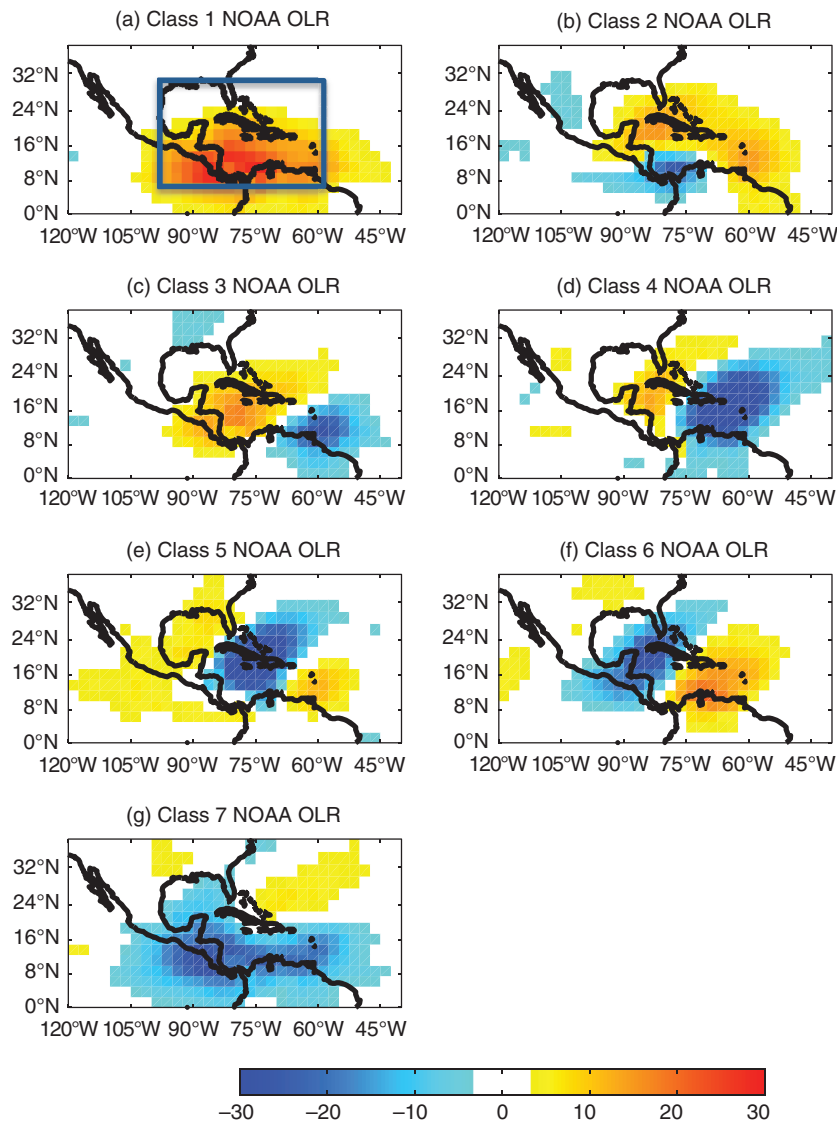 (a) Class 1 NOAA OLR
(b) Class 2 NOAA OLR
32°N
24°N
16°N
8°N
0°N
120°W 105°W 90°W 75°W 60°W 45°W
32°N
24°N
16°N
8°N
0°N
120°W 105°W 90°W 75°W 60°W 45°W
(c) Class 3 NOAA OLR
(d) Class 4 NOAA OLR
32°N
24°N
16°N
8°N
0°N
120°W 105°W 90°W 75°W 60°W 45°W
32°N
24°N
16°N
8°N
0°N
120°W 105°W 90°W 75°W 60°W 45°W
(e) Class 5 NOAA OLR
(f) Class 6 NOAA OLR
32°N
24°N
16°N
8°N
0°N
120°W 105°W 90°W 75°W 60°W 45°W
32°N
24°N
16°N
8°N
0°N
120°W 105°W 90°W 75°W 60°W 45°W
(g) Class 7 NOAA OLR
32°N
24°N
16°N
8°N
0°N
120°W 105°W 90°W 75°W 60°W 45°W
−30 −20 −10 0 10 20 30